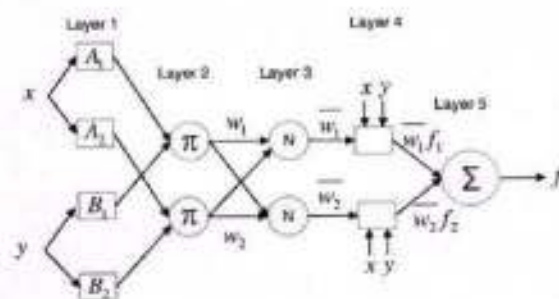 Layer 1
Layer 2
Layer 3
Layer 4
Layer 5
x
y
A₁
A₂
B₁
B₂
π
π
w₁
w₂
N
N
w̅₁
w̅₂
x y
x y
w̅₁f₁
w̅₂f₂
Σ
f